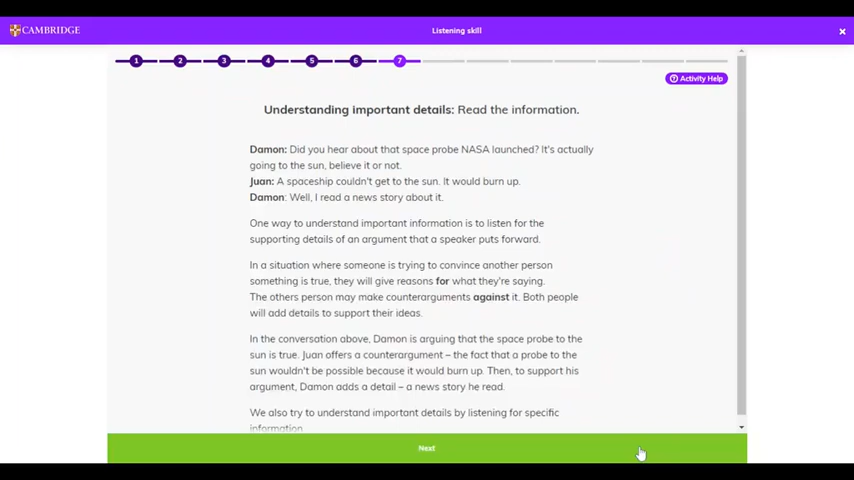 CAMBRIDGE
Listening skill
×
1 2 3 4 5 6 7
? Activity Help
Understanding important details: Read the information.
Damon: Did you hear about that space probe NASA launched? It's actually
going to the sun, believe it or not.
Juan: A spaceship couldn't get to the sun. It would burn up.
Damon: Well, I read a news story about it.
One way to understand important information is to listen for the
supporting details of an argument that a speaker puts forward.
In a situation where someone is trying to convince another person
something is true, they will give reasons for what they're saying.
The others person may make counterarguments against it. Both people
will add details to support their ideas.
In the conversation above, Damon is arguing that the space probe to the
sun is true. Juan offers a counterargument – the fact that a probe to the
sun wouldn't be possible because it would burn up. Then, to support his
argument, Damon adds a detail – a news story he read.
We also try to understand important details by listening for specific
information
Next